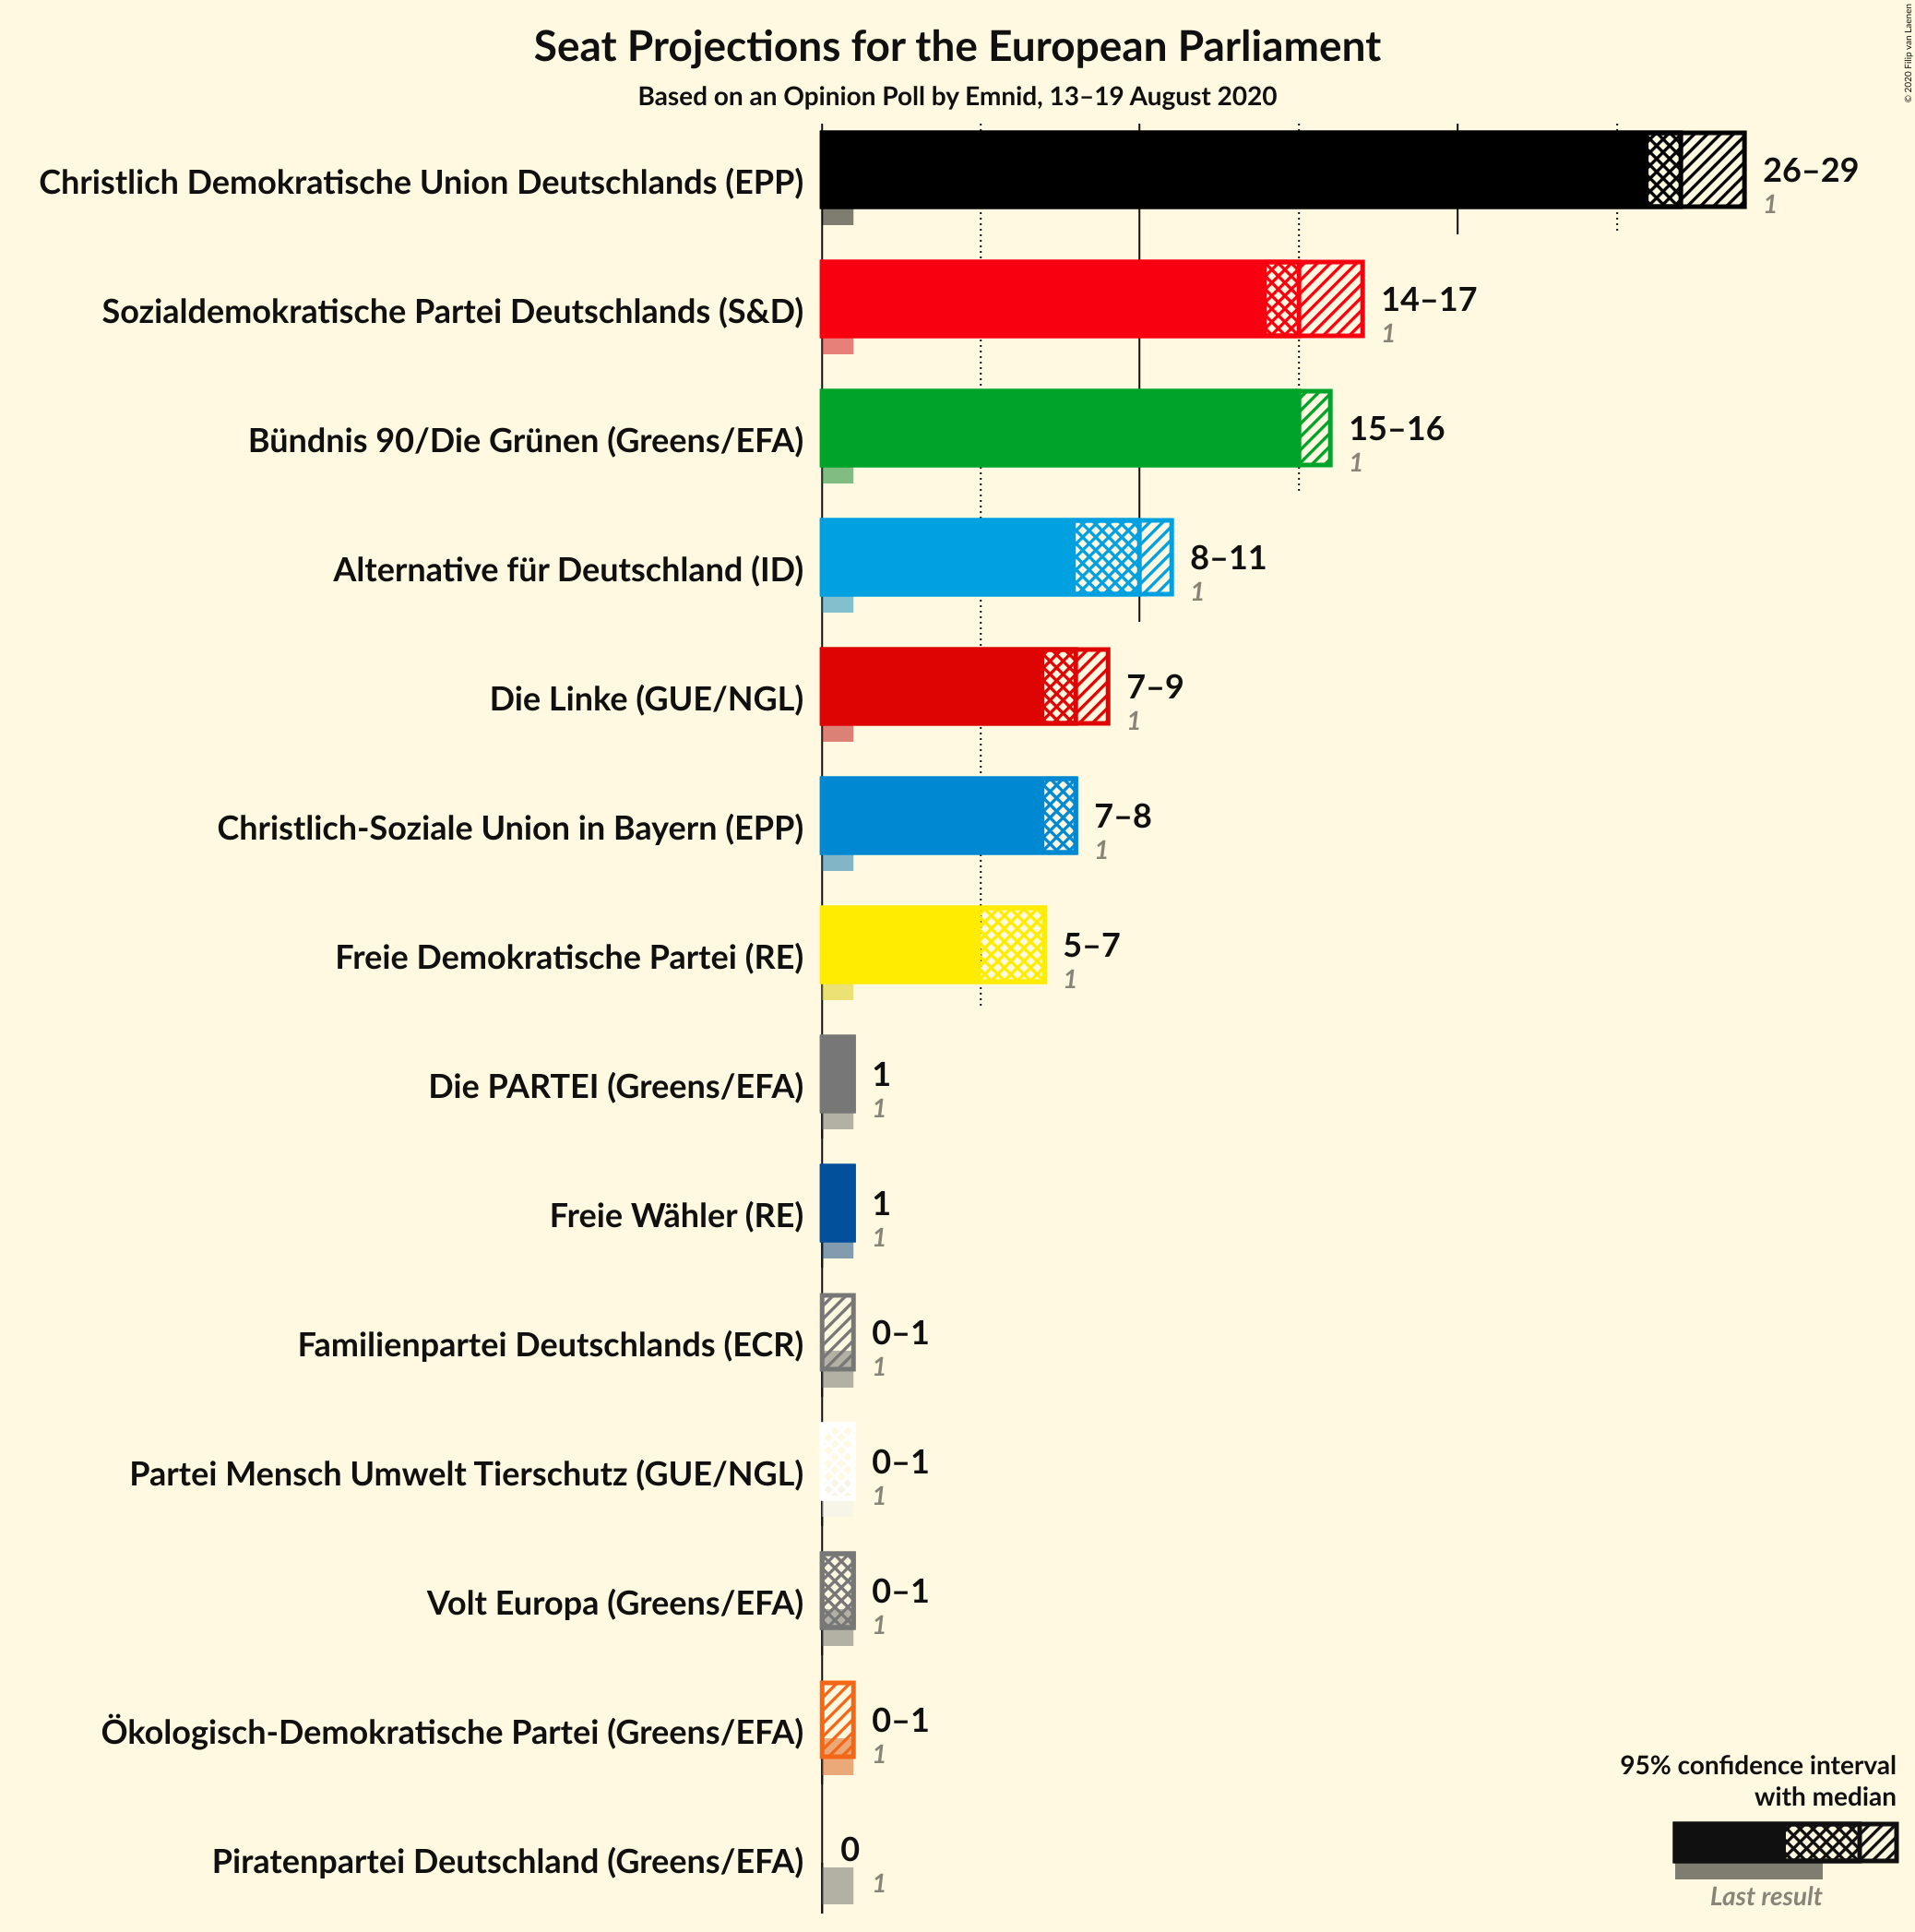 Seat Projections for the European Parliament
Based on an Opinion Poll by Emnid, 13–19 August 2020
© 2020 Filip van Laenen
Christlich Demokratische Union Deutschlands (EPP)
26–29
1
Sozialdemokratische Partei Deutschlands (S&D)
14–17
1
Bündnis 90/Die Grünen (Greens/EFA)
15–16
1
Alternative für Deutschland (ID)
8–11
1
Die Linke (GUE/NGL)
7–9
1
Christlich-Soziale Union in Bayern (EPP)
7–8
1
Freie Demokratische Partei (RE)
5–7
1
Die PARTEI (Greens/EFA)
1
1
Freie Wähler (RE)
1
1
Familienpartei Deutschlands (ECR)
0–1
1
Partei Mensch Umwelt Tierschutz (GUE/NGL)
0–1
1
Volt Europa (Greens/EFA)
0–1
1
Ökologisch-Demokratische Partei (Greens/EFA)
0–1
1
Piratenpartei Deutschland (Greens/EFA)
0
1
95% confidence interval
with median
Last result